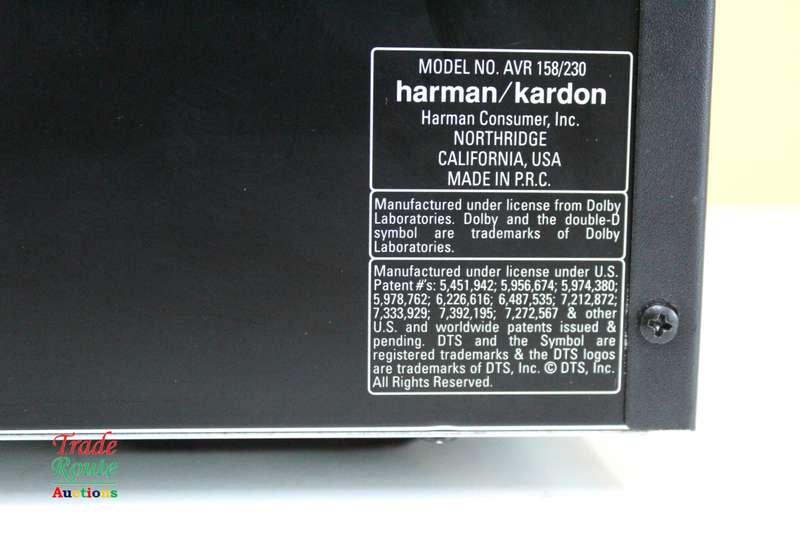 MODEL NO. AVR 158/230
harman/kardon
Harman Consumer, Inc.
NORTHRIDGE
CALIFORNIA, USA
MADE IN P.R.C.
Manufactured under license from Dolby
Laboratories. Dolby and the double-D
symbol are trademarks of Dolby
Laboratories.
Manufactured under license under U.S.
Patent #'s: 5,451,942; 5,956,674; 5,974,380;
5,978,762; 6,226,616; 6,487,535; 7,212,872;
7,333,929; 7,392,195; 7,272,567 & other
U.S. and worldwide patents issued &
pending. DTS and the Symbol are
registered trademarks & the DTS logos
are trademarks of DTS, Inc. © DTS, Inc.
All Rights Reserved.
Trade
Route
Auctions